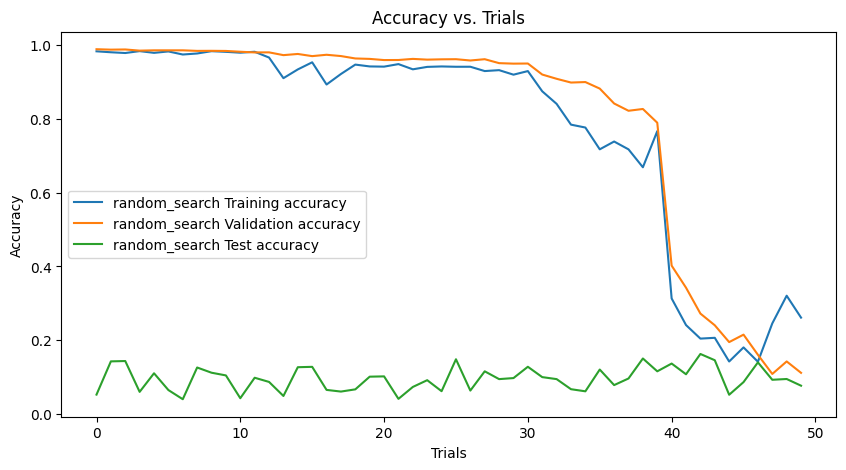 Accuracy vs. Trials
1.0
0.8
0.6
0.4
0.2
0.0
Accuracy
random_search Training accuracy
random_search Validation accuracy
random_search Test accuracy
0 10 20 30 40 50
Trials